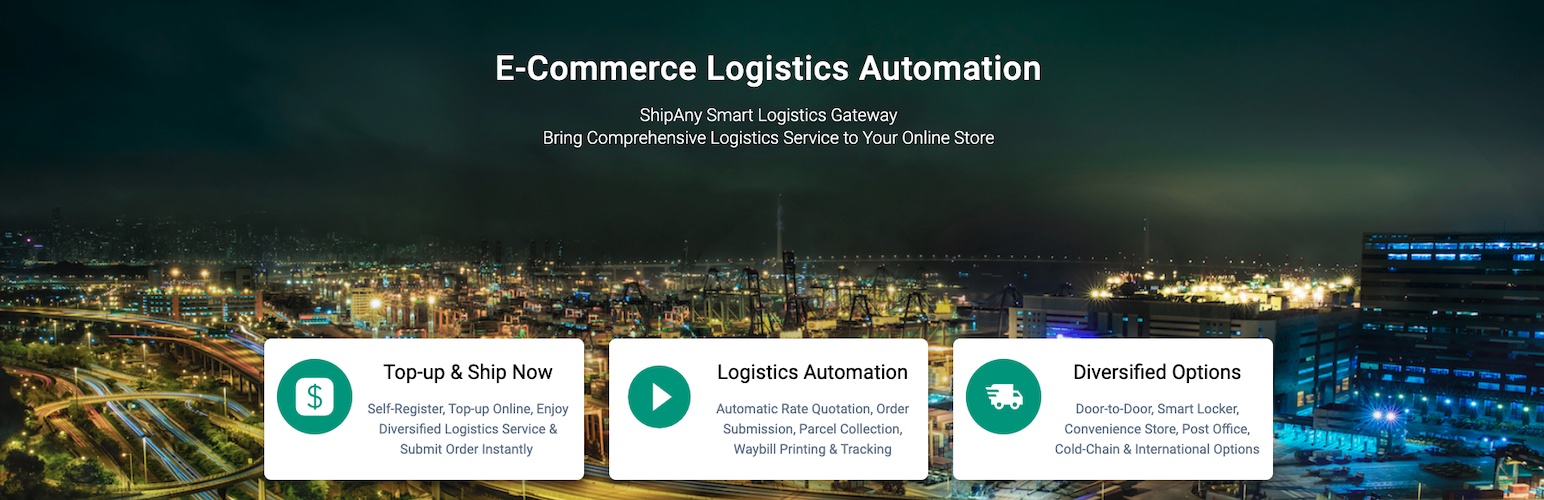 E-Commerce Logistics Automation
ShipAny Smart Logistics Gateway
Bring Comprehensive Logistics Service to Your Online Store
$
Top-up & Ship Now
Self-Register, Top-up Online, Enjoy
Diversified Logistics Service &
Submit Order Instantly
Logistics Automation
Automatic Rate Quotation, Order
Submission, Parcel Collection,
Waybill Printing & Tracking
Diversified Options
Door-to-Door, Smart Locker,
Convenience Store, Post Office,
Cold-Chain & International Options